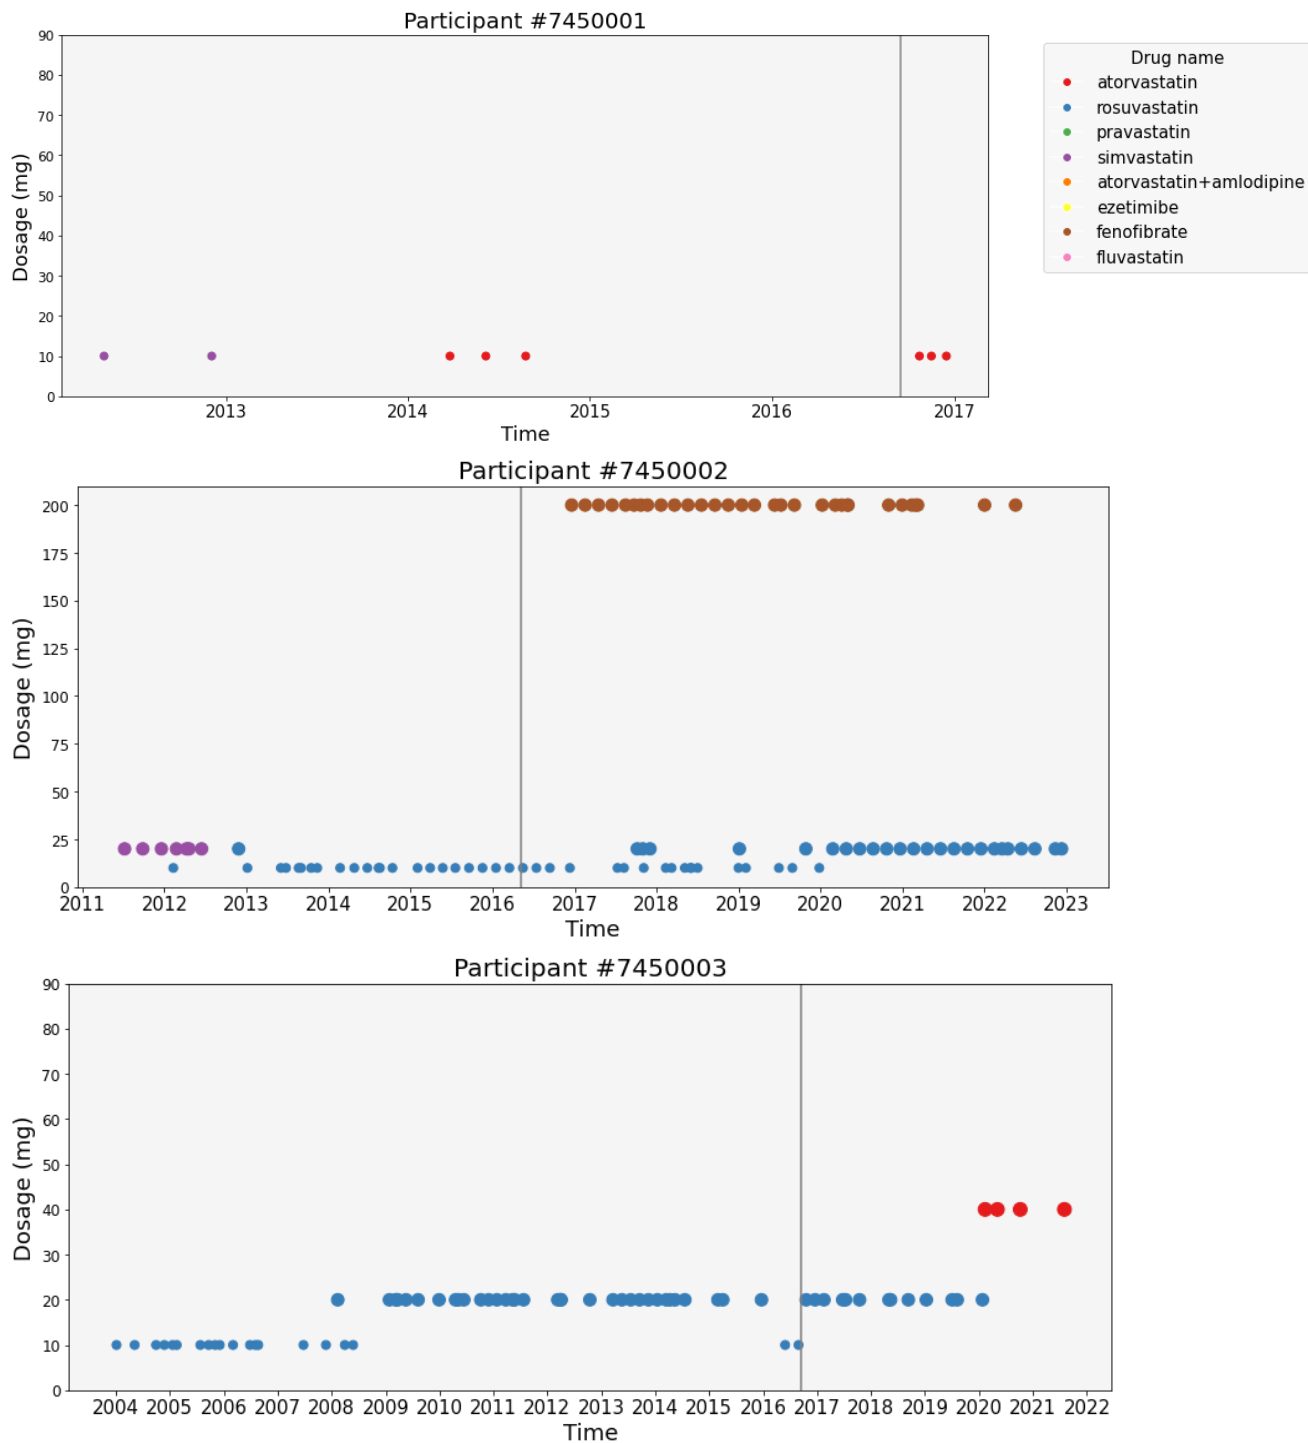 Participant #7450001
90
80
70
60
50
40
30
20
10
0
Dosage (mg)
2013 2014 2015 2016 2017
Time
Drug name
atorvastatin
rosuvastatin
pravastatin
simvastatin
atorvastatin+amlodipine
ezetimibe
fenofibrate
fluvastatin
Participant #7450002
200
175
150
125
100
75
50
25
0
Dosage (mg)
2011 2012 2013 2014 2015 2016 2017 2018 2019 2020 2021 2022 2023
Time
Participant #7450003
90
80
70
60
50
40
30
20
10
0
Dosage (mg)
2004 2005 2006 2007 2008 2009 2010 2011 2012 2013 2014 2015 2016 2017 2018 2019 2020 2021 2022
Time